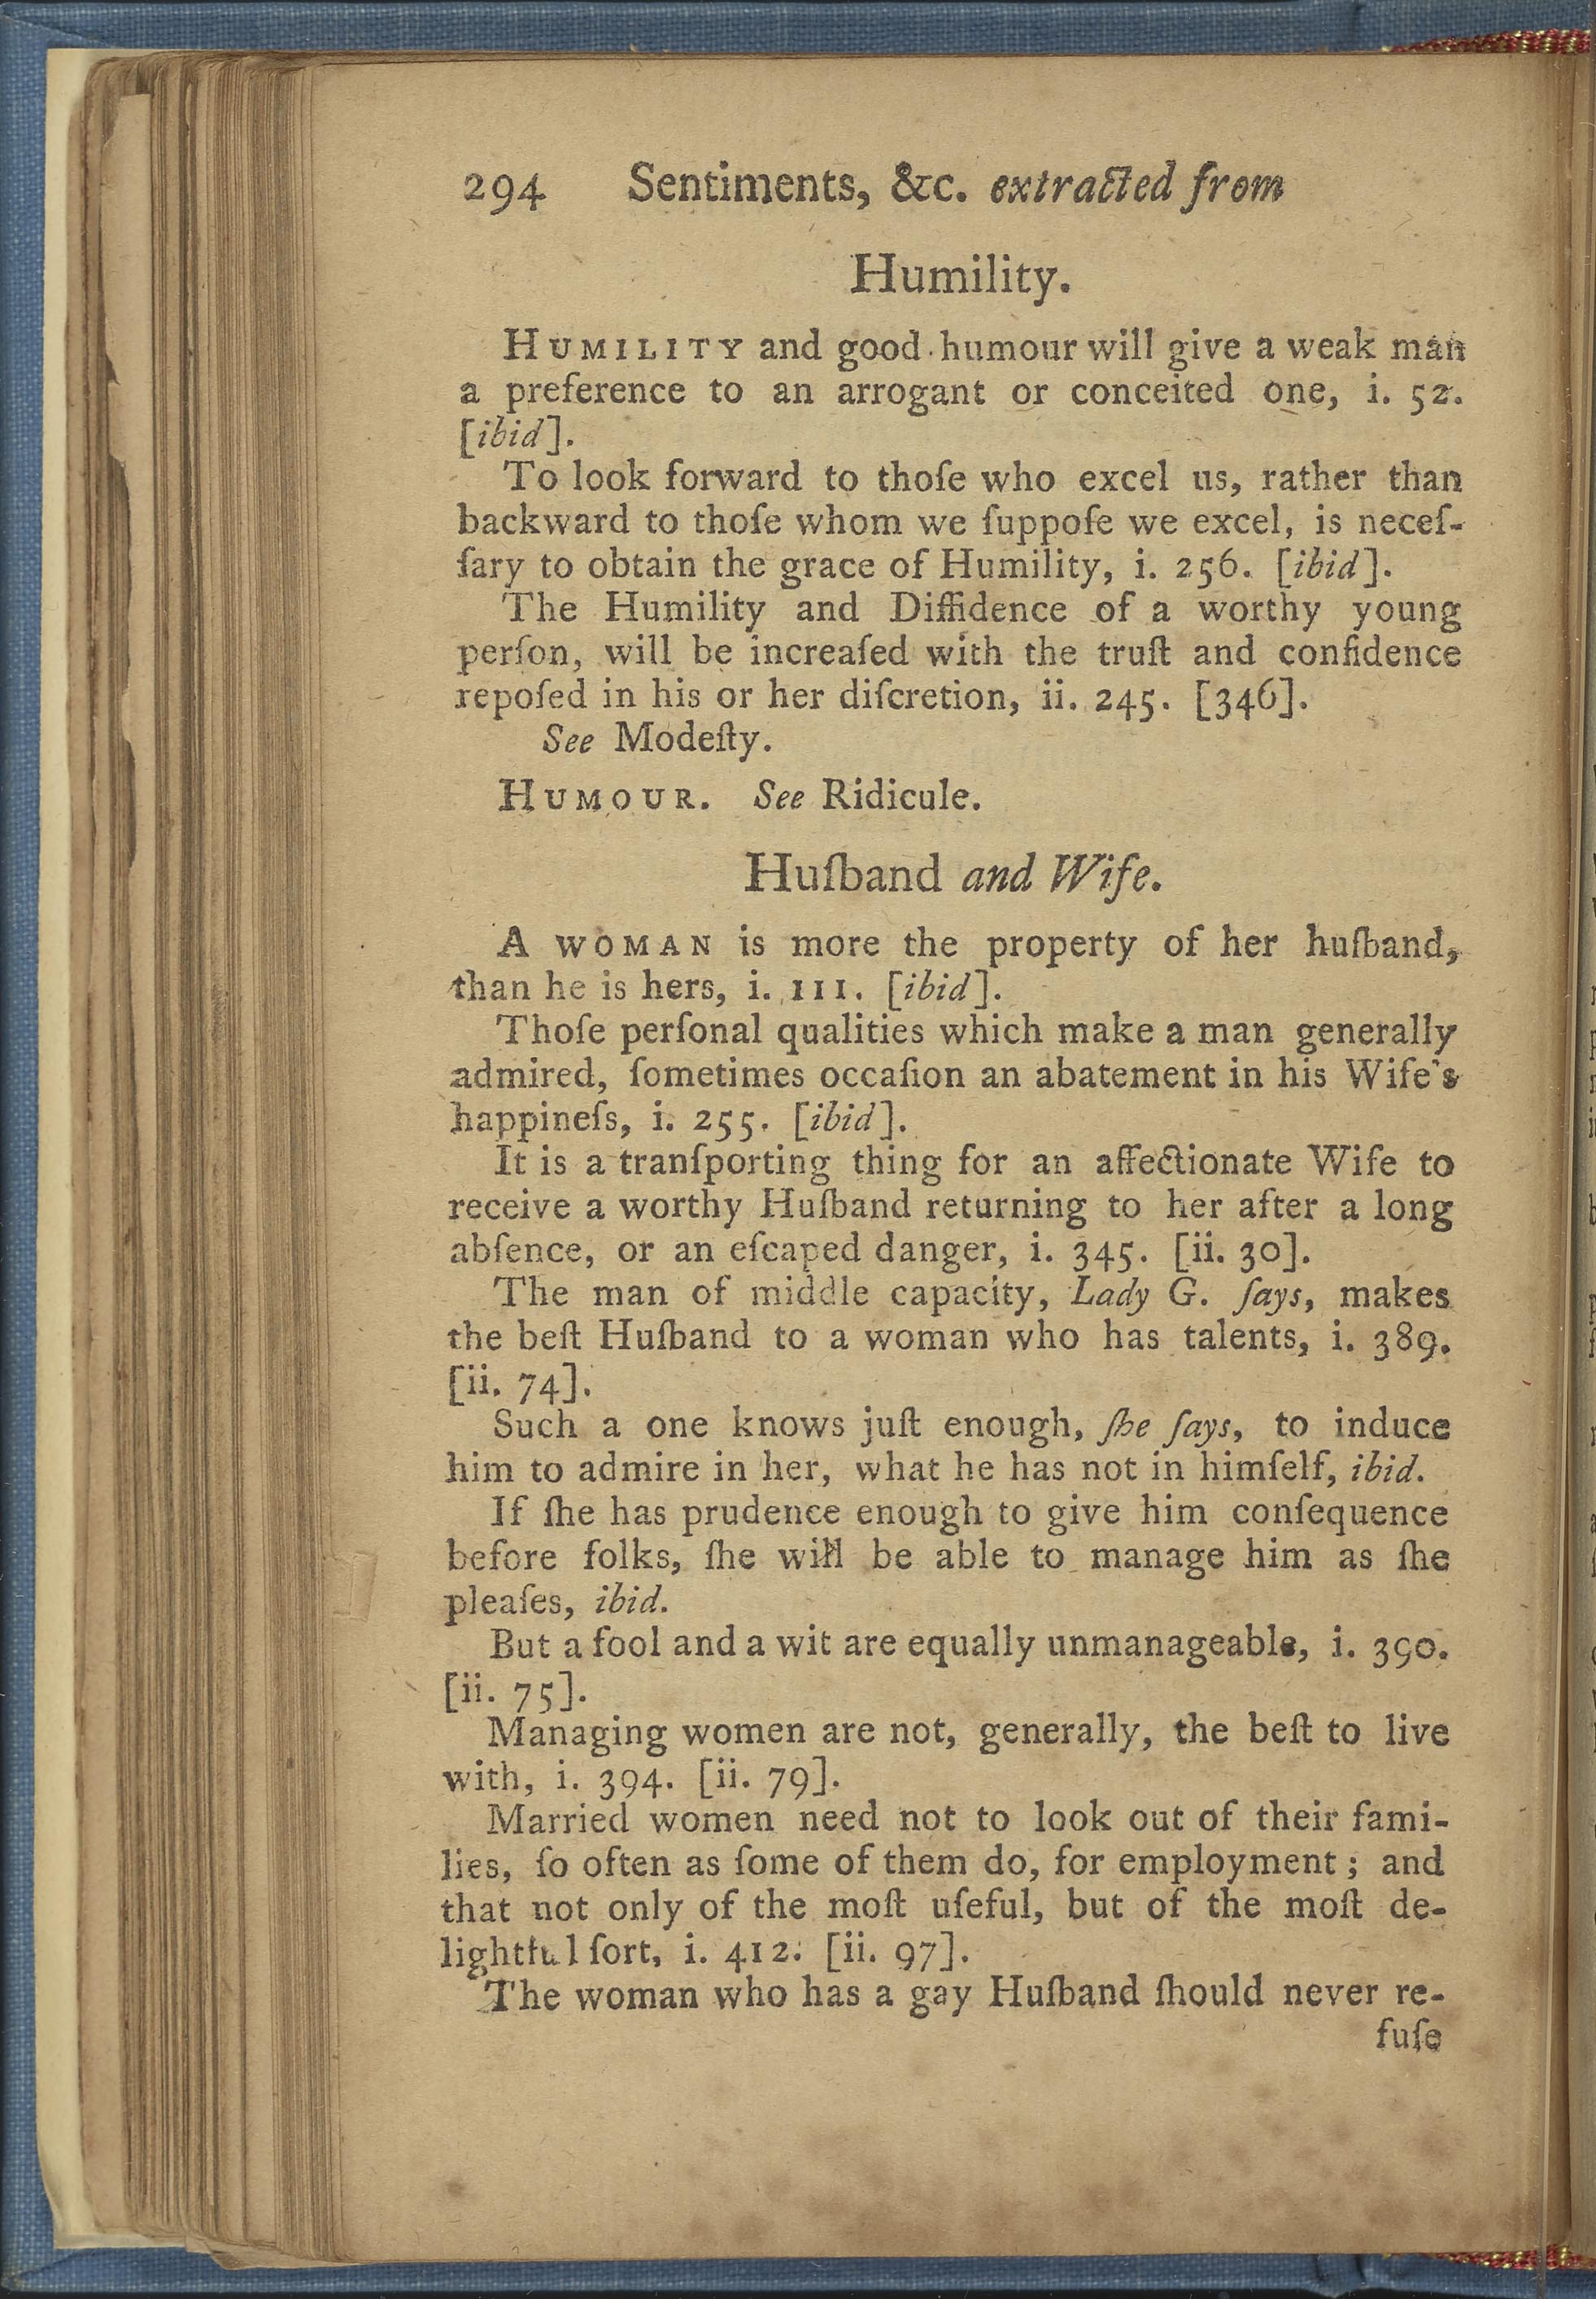 294 Sentiments, &c. extracted from
Humility.
HUMILITY and good humour will give a weak man
a preference to an arrogant or conceited one, i. 52.
[ibid].
To look forward to thoſe who excel us, rather than
backward to thoſe whom we ſuppoſe we excel, is neceſ-
ſary to obtain the grace of Humility, i. 256. [ibid].
The Humility and Diffidence of a worthy young
perſon, will be increaſed with the truſt and confidence
repoſed in his or her diſcretion, ii. 245. [346].
See Modeſty.
HUMOUR. See Ridicule.
Huſband and Wife.
A WOMAN is more the property of her huſband,
than he is hers, i. 111. [ibid].
Thoſe perſonal qualities which make a man generally
admired, ſometimes occaſion an abatement in his Wife's
happineſs, i. 255. [ibid].
It is a tranſporting thing for an affectionate Wife to
receive a worthy Huſband returning to her after a long
abſence, or an eſcaped danger, i. 345. [ii. 30].
The man of middle capacity, Lady G. ſays, makes
the beſt Huſband to a woman who has talents, i. 389.
[ii. 74].
Such a one knows juſt enough, ſhe ſays, to induce
him to admire in her, what he has not in himſelf, ibid.
If ſhe has prudence enough to give him conſequence
before folks, ſhe will be able to manage him as ſhe
pleaſes, ibid.
But a fool and a wit are equally unmanageable, i. 390.
[ii. 75].
Managing women are not, generally, the beſt to live
with, i. 394. [ii. 79].
Married women need not to look out of their fami-
lies, ſo often as ſome of them do, for employment; and
that not only of the moſt uſeful, but of the moſt de-
lightful ſort, i. 412. [ii. 97].
The woman who has a gay Huſband ſhould never re-
fuſe